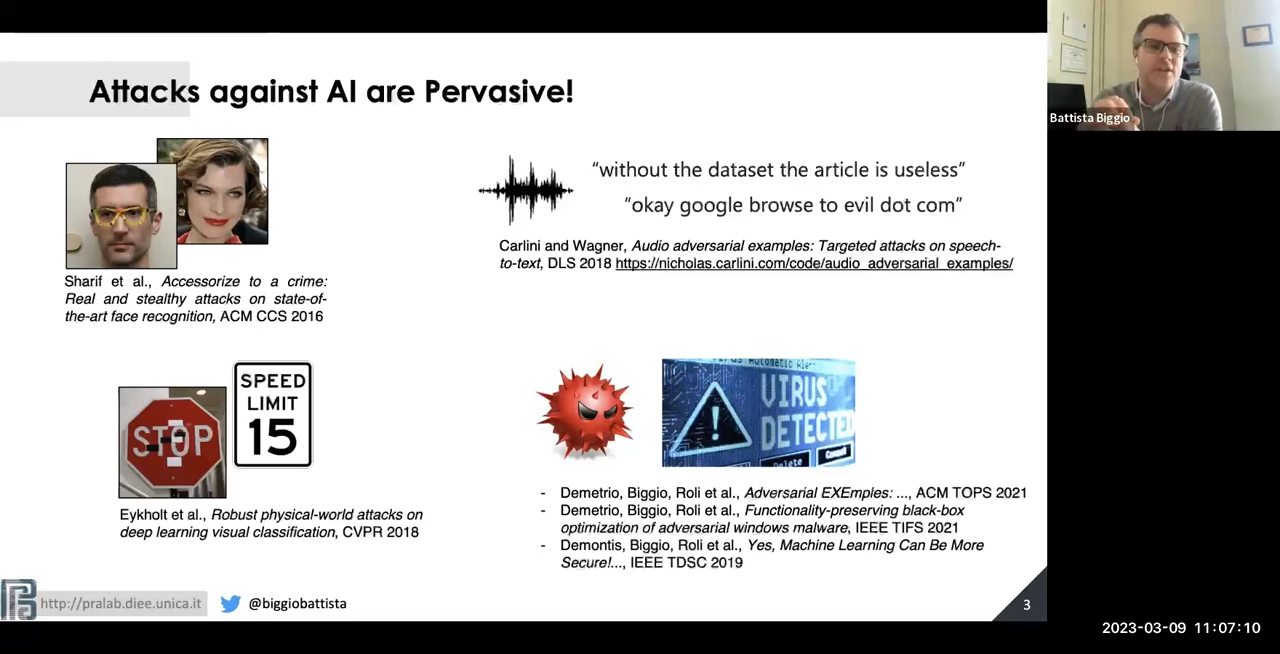 Attacks against AI are Pervasive!
Battista Biggio
Sharif et al., Accessorize to a crime:
Real and stealthy attacks on state-of-
the-art face recognition, ACM CCS 2016
“without the dataset the article is useless”
“okay google browse to evil dot com”
Carlini and Wagner, Audio adversarial examples: Targeted attacks on speech-
to-text, DLS 2018 https://nicholas.carlini.com/code/audio_adversarial_examples/
STOP
SPEED
LIMIT
15
Eykholt et al., Robust physical-world attacks on
deep learning visual classification, CVPR 2018
VIRUS
DETECTED
Delete
- Demetrio, Biggio, Roli et al., Adversarial EXEmples: ..., ACM TOPS 2021
- Demetrio, Biggio, Roli et al., Functionality-preserving black-box
optimization of adversarial windows malware, IEEE TIFS 2021
- Demontis, Biggio, Roli et al., Yes, Machine Learning Can Be More
Secure!..., IEEE TDSC 2019
http://pralab.diee.unica.it
@biggiobattista
3
2023-03-09 11:07:10